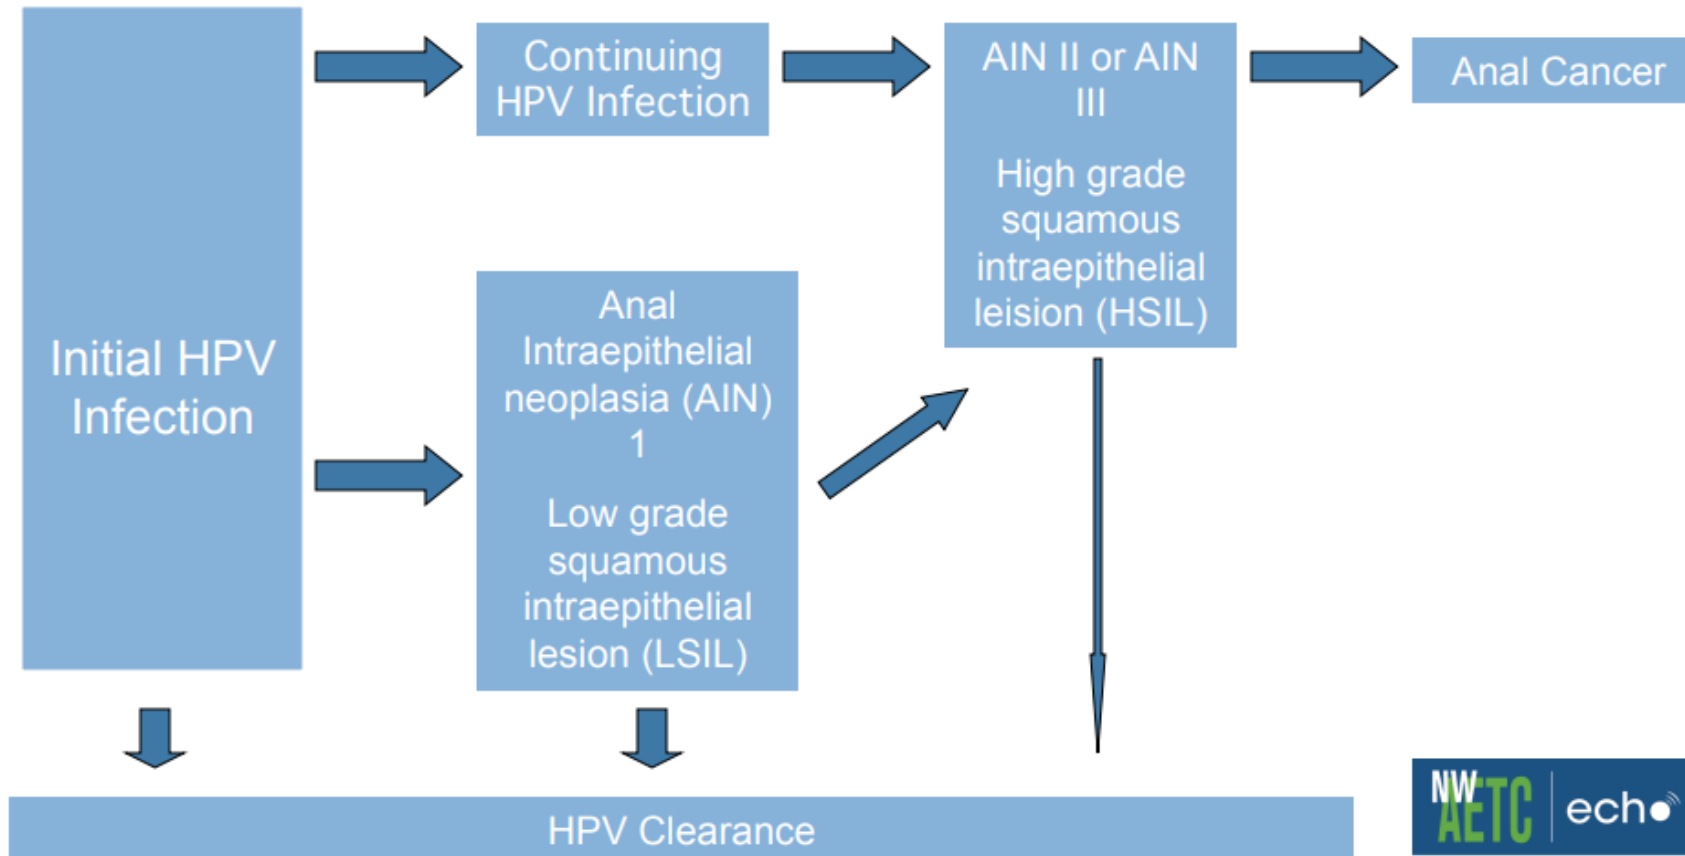 Initial HPV
Infection
Continuing
HPV Infection
AIN II or AIN
III
High grade
squamous
intraepithelial
leision (HSIL)
Anal Cancer
Anal
Intraepithelial
neoplasia (AIN)
1
Low grade
squamous
intraepithelial
lesion (LSIL)
HPV Clearance
NW
AETC
echo